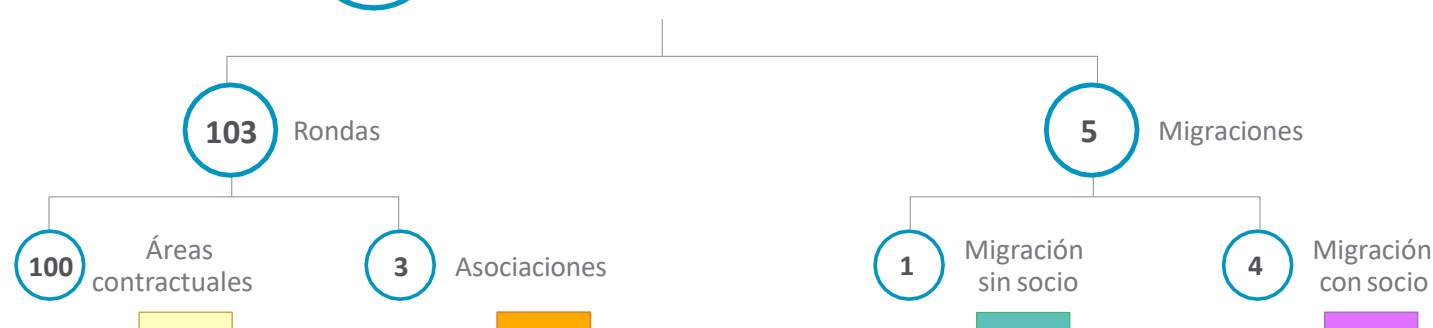 103 Rondas
5 Migraciones
100 Áreas
contractuales
3 Asociaciones
1 Migración
sin socio
4 Migración
con socio